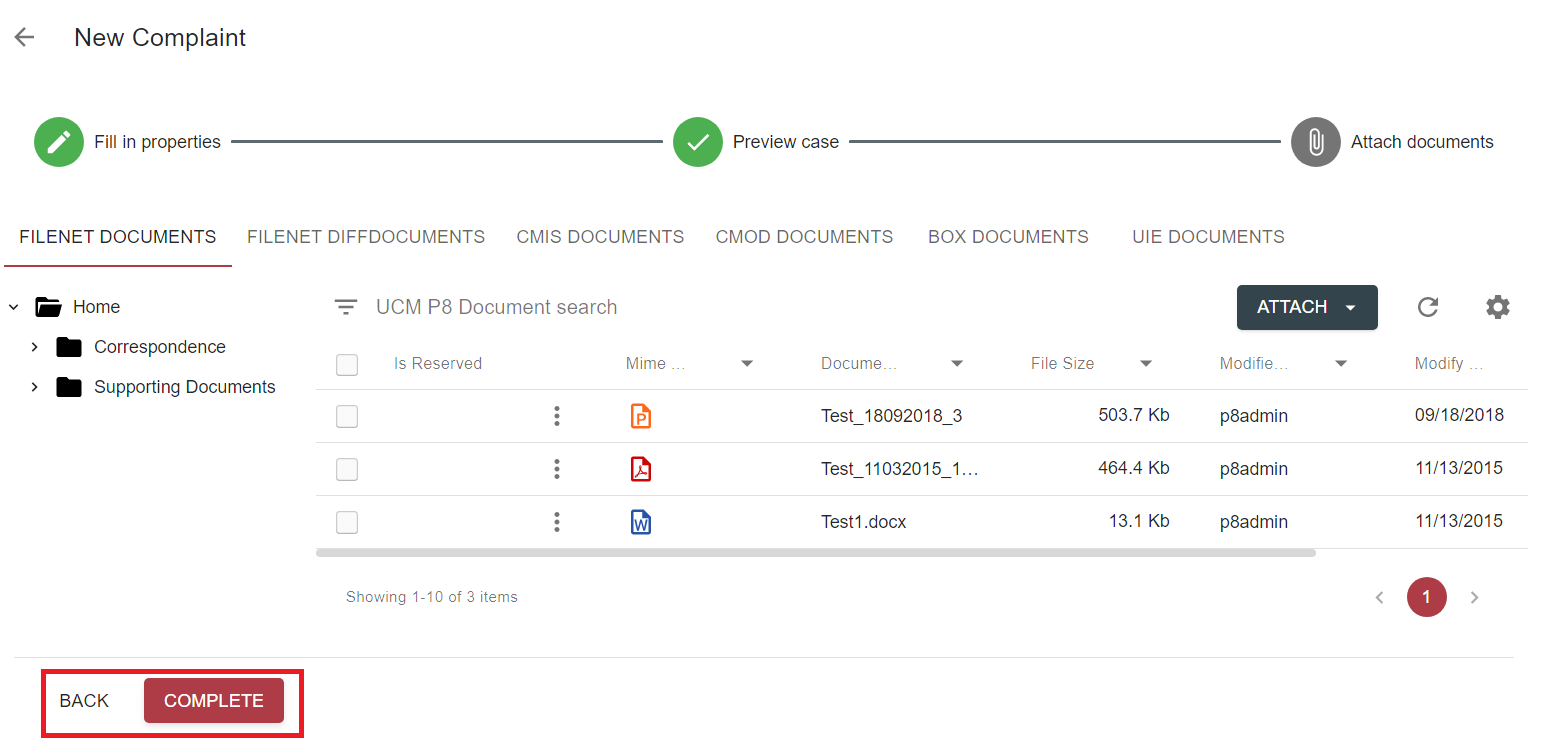 New Complaint
Fill in properties Preview case Attach documents
FILENET DOCUMENTS FILENET DIFFDOCUMENTS CMIS DOCUMENTS CMOD DOCUMENTS BOX DOCUMENTS UIE DOCUMENTS
Home
Correspondence
Supporting Documents
UCM P8 Document search ATTACH
Is Reserved Mime ... Docume... File Size Modifie... Modify ...
P Test_18092018_3 503.7 Kb p8admin 09/18/2018
Test_11032015_1... 464.4 Kb p8admin 11/13/2015
W Test1.docx 13.1 Kb p8admin 11/13/2015
Showing 1-10 of 3 items 1
BACK COMPLETE